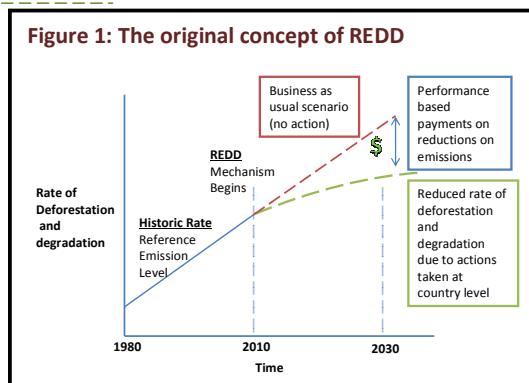 Figure 1: The original concept of REDD
Business as
usual scenario
(no action)
Performance
based
payments on
reductions on
emissions
$
REDD
Mechanism
Begins
Rate of
Deforestation
and
degradation
Historic Rate
Reference
Emission
Level
Reduced rate of
deforestation
and
degradation
due to actions
taken at
country level
1980
2010
2030
Time